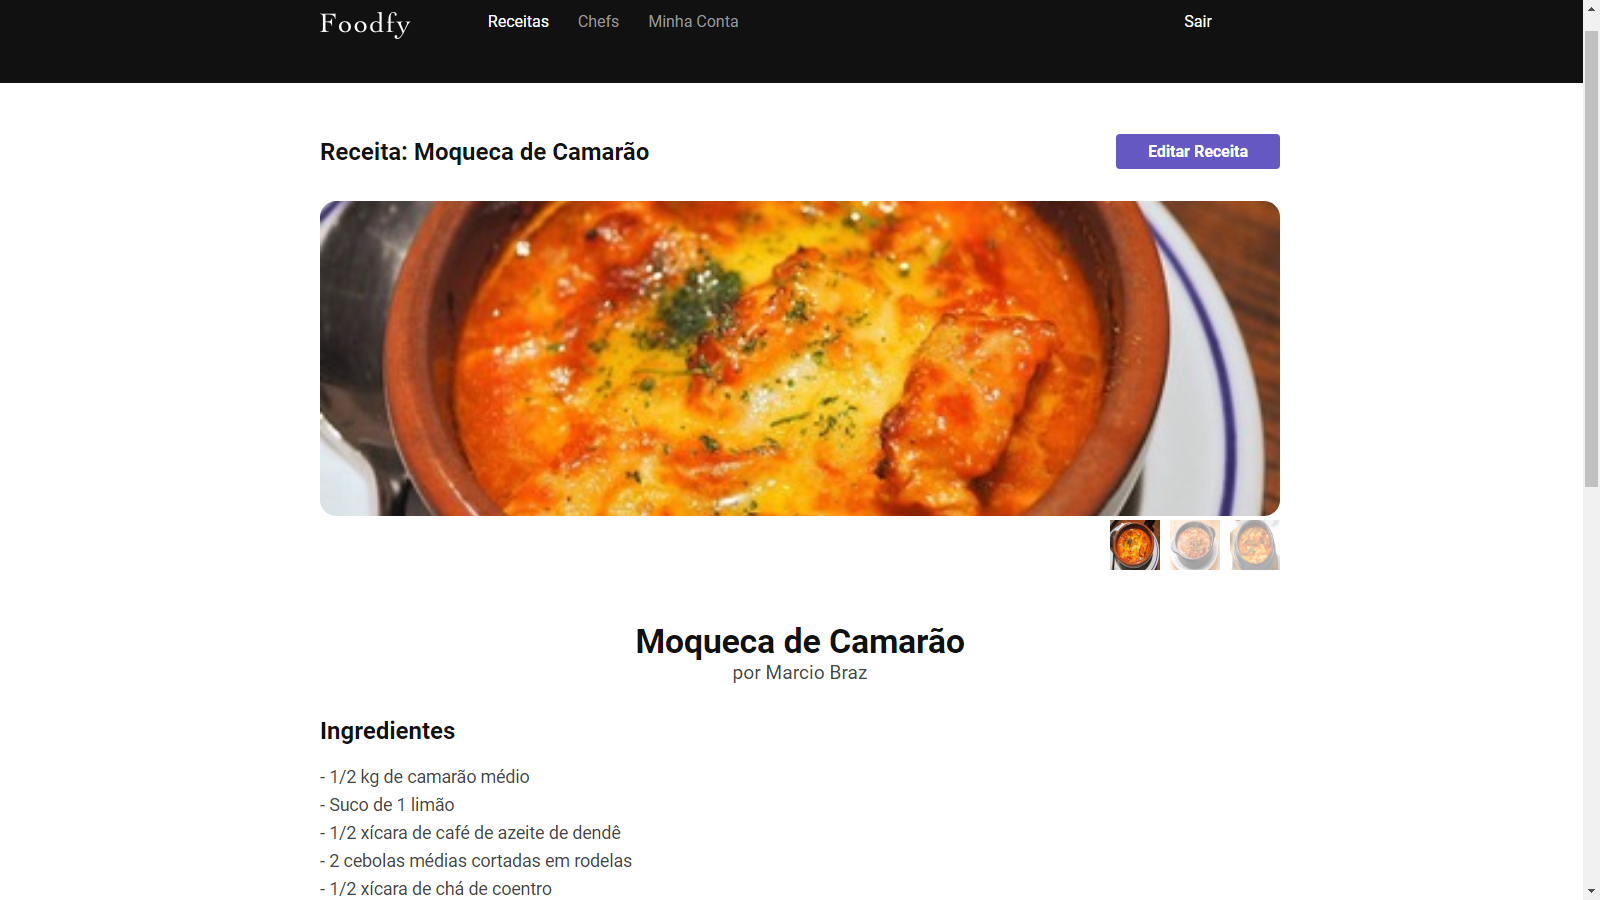 Foodfy
Receitas
Chefs
Minha Conta
Sair
Receita: Moqueca de Camarão
Editar Receita
Moqueca de Camarão
por Marcio Braz
Ingredientes
- 1/2 kg de camarão médio
- Suco de 1 limão
- 1/2 xícara de café de azeite de dendê
- 2 cebolas médias cortadas em rodelas
- 1/2 xícara de chá de coentro